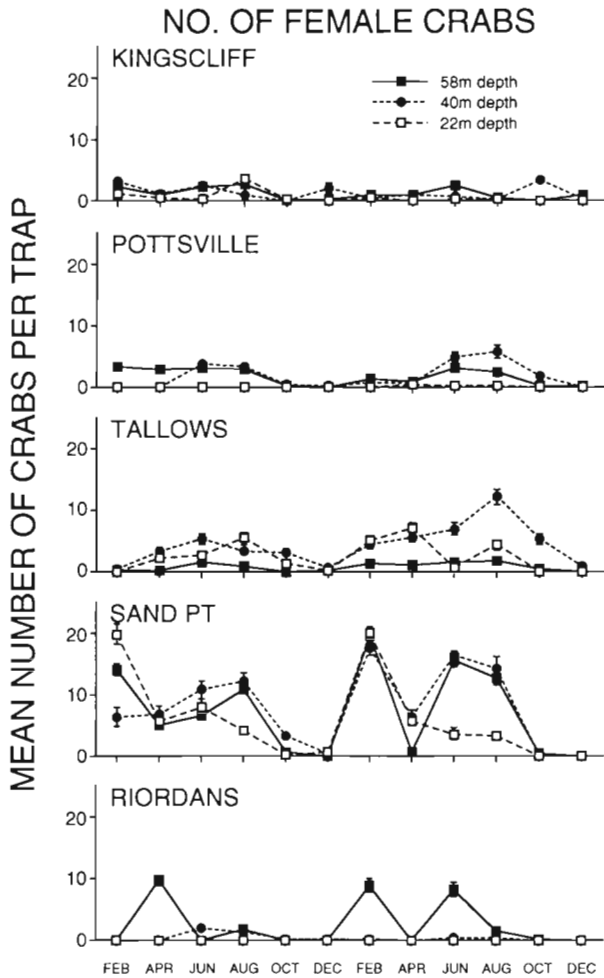 NO. OF FEMALE CRABS
MEAN NUMBER OF CRABS PER TRAP
KINGSCLIFF
58m depth
40m depth
22m depth
20
10
0
POTTSVILLE
20
10
0
TALLOWS
20
10
0
SAND PT
20
10
0
RIORDANS
20
10
0
FEB APR JUN AUG OCT DEC FEB APR JUN AUG OCT DEC